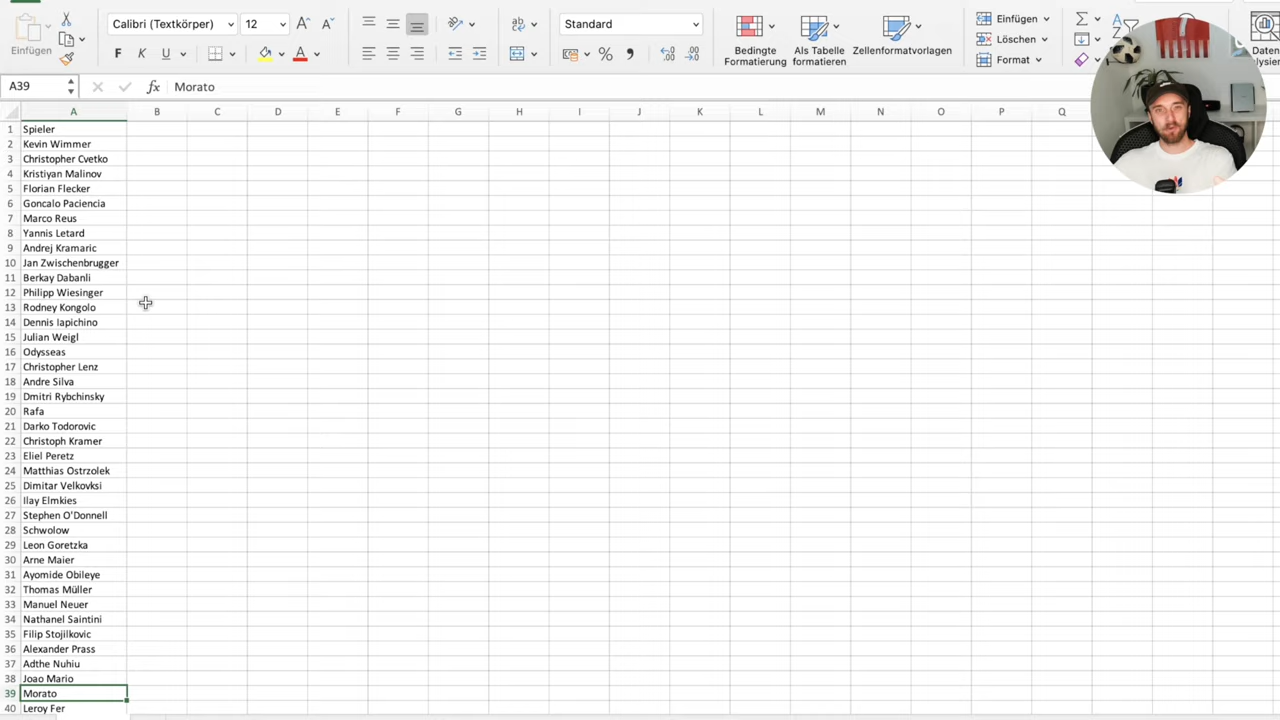 Calibri (Textkörper) 12 Standard Einfügen
Löschen
Format
Einfügen
F K U
Bedingte Formatierung
Als Tabelle formatieren
Zellenformatvorlagen
A39 fx Morato
A B C D E F G H I J K L M N O P Q
1 Spieler
2 Kevin Wimmer
3 Christopher Cvetko
4 Kristiyan Malinov
5 Florian Flecker
6 Goncalo Paciencia
7 Marco Reus
8 Yannis Letard
9 Andrej Kramaric
10 Jan Zwischenbrugger
11 Berkay Dabanli
12 Philipp Wiesinger
13 Rodney Kongolo
14 Dennis Iapichino
15 Julian Weigl
16 Odysseas
17 Christopher Lenz
18 Andre Silva
19 Dmitri Rybchinsky
20 Rafa
21 Darko Todorovic
22 Christoph Kramer
23 Eliel Peretz
24 Matthias Ostrzolek
25 Dimitar Velkovksi
26 Ilay Elmkies
27 Stephen O'Donnell
28 Schwolow
29 Leon Goretzka
30 Arne Maier
31 Ayomide Obileye
32 Thomas Müller
33 Manuel Neuer
34 Nathanel Saintini
35 Filip Stojilkovic
36 Alexander Prass
37 Adthe Nuhiu
38 Joao Mario
39 Morato
40 Leroy Fer